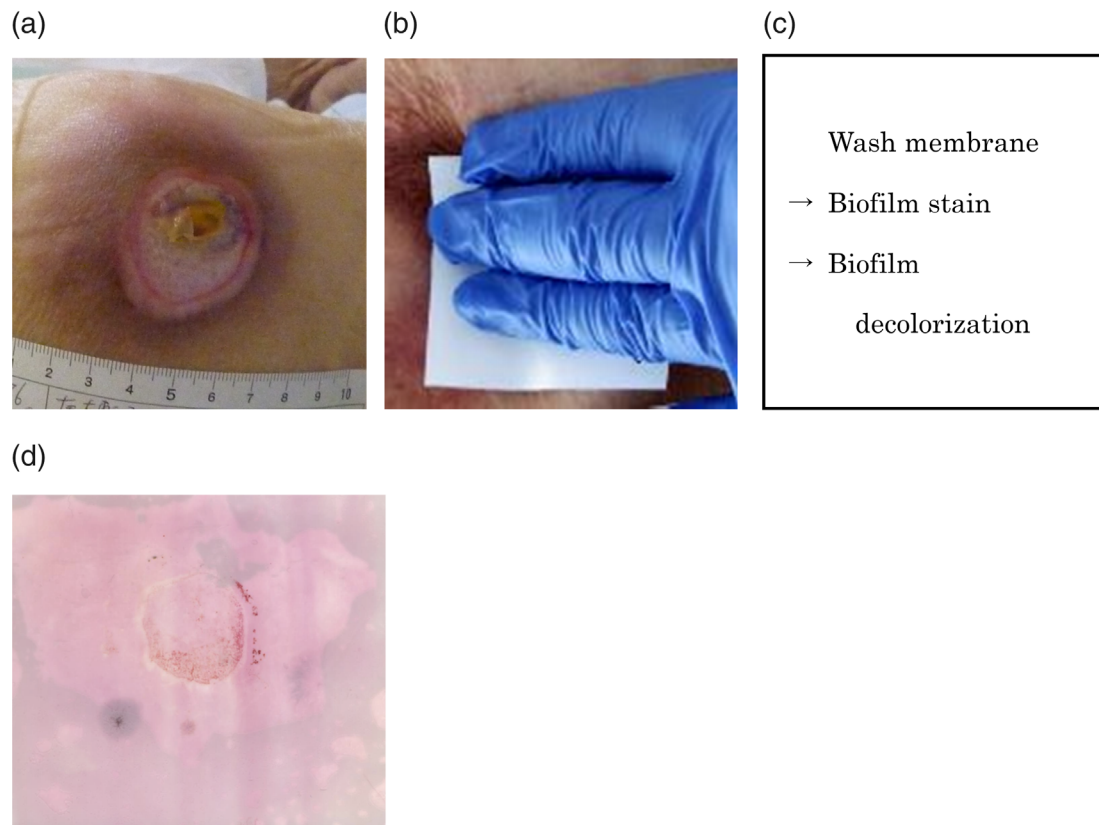 (a)
(b)
(c)
Wash membrane
→ Biofilm stain
→ Biofilm
decolorization
2 3 4 5 6 7 8 9 10
(d)